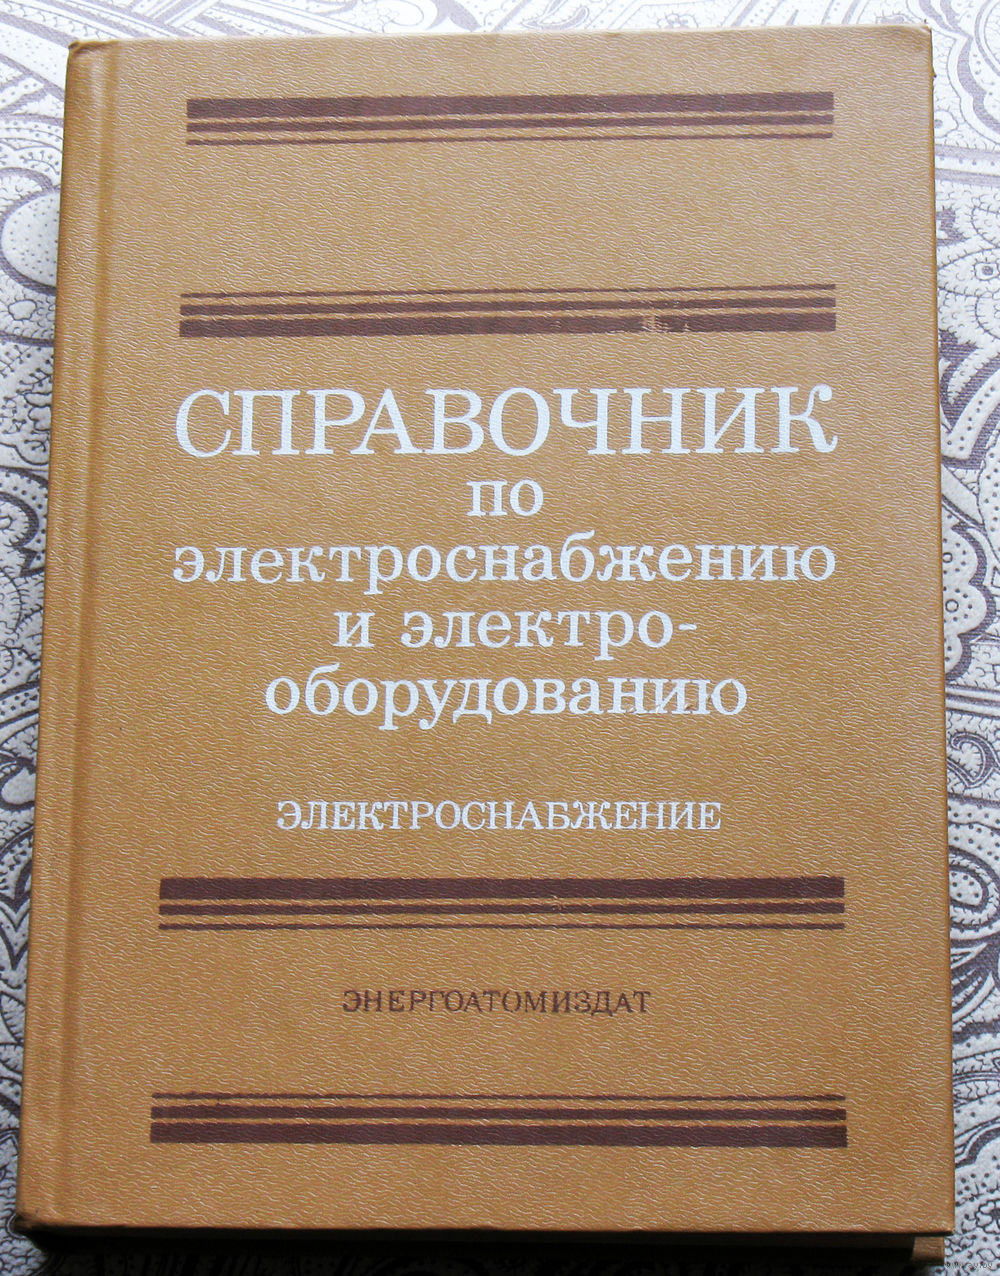 СПРАВОЧНИК
по
электроснабжению
и электро-
оборудованию
ЭЛЕКТРОСНАБЖЕНИЕ
ЭНЕРГОАТОМИЗДАТ